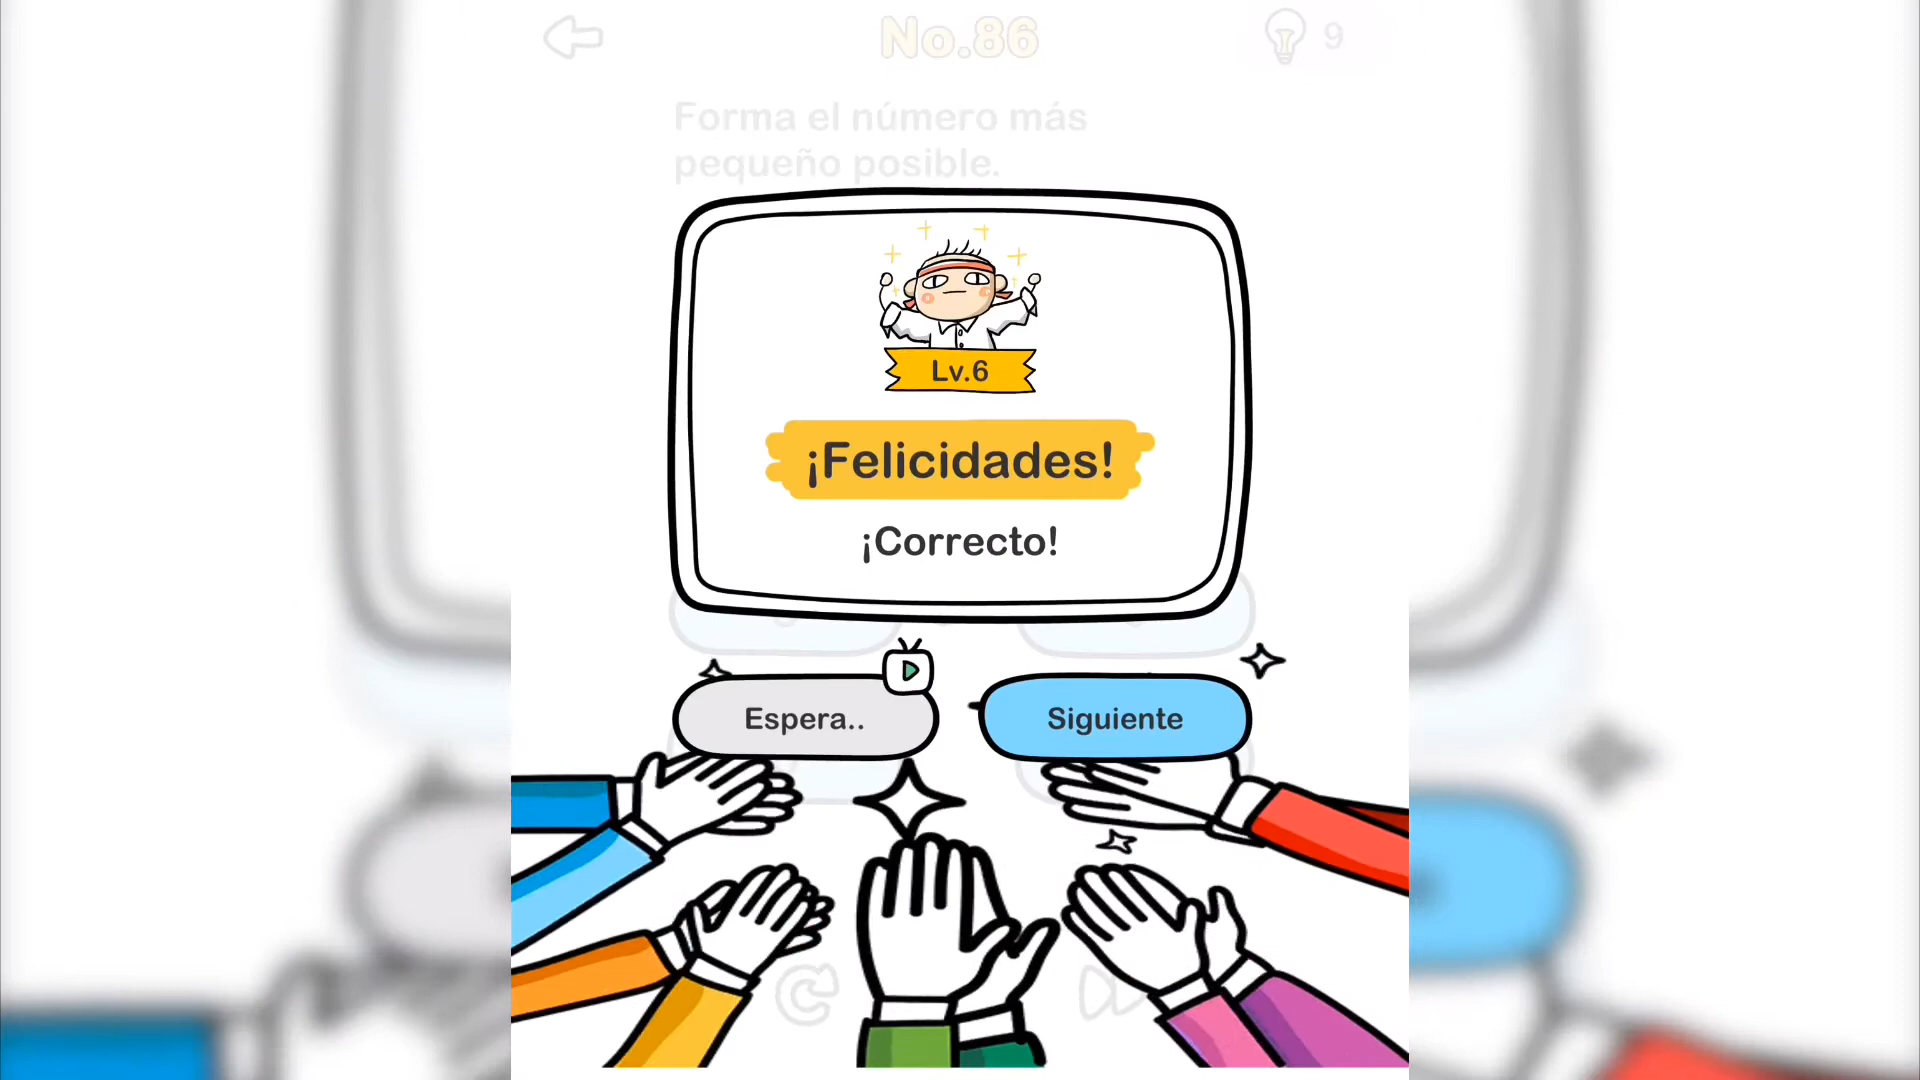 No.86
9
Forma el número más
pequeño posible.
Lv.6
¡Felicidades!
¡Correcto!
Espera..
Siguiente